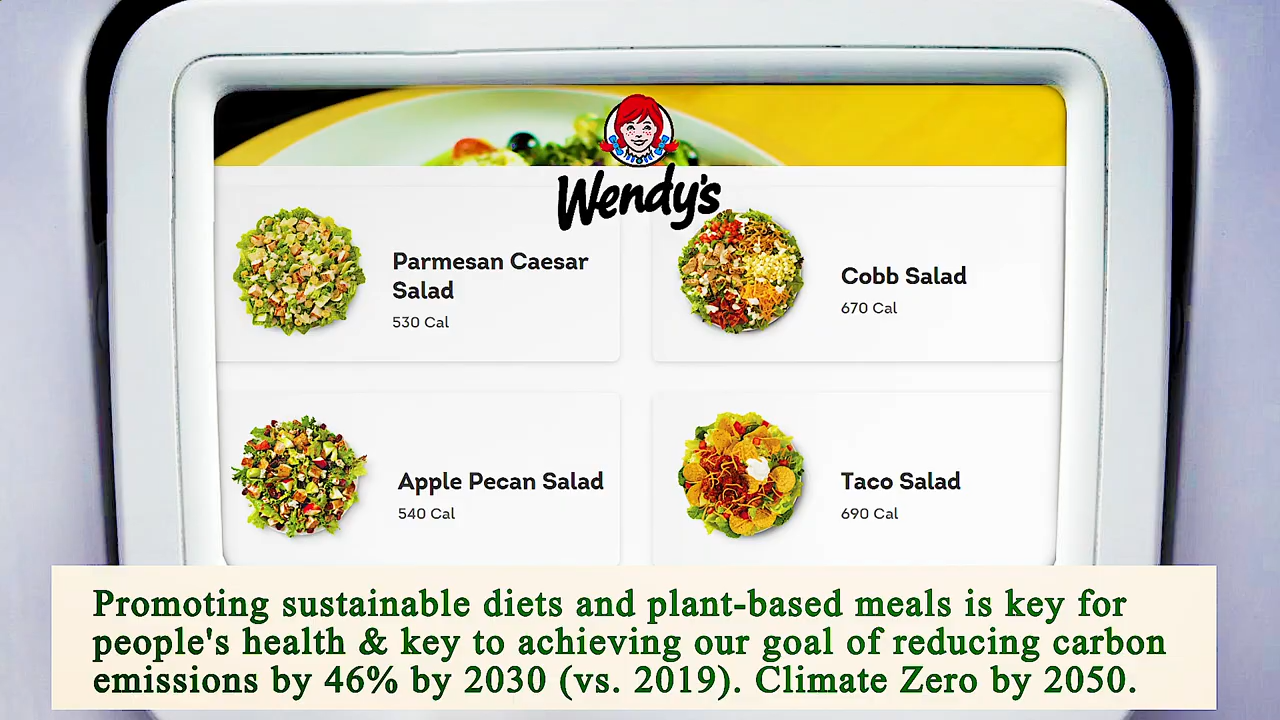 Wendy's
Parmesan Caesar
Salad
530 Cal
Cobb Salad
670 Cal
Apple Pecan Salad
540 Cal
Taco Salad
690 Cal
Promoting sustainable diets and plant-based meals is key for
people's health & key to achieving our goal of reducing carbon
emissions by 46% by 2030 (vs. 2019). Climate Zero by 2050.